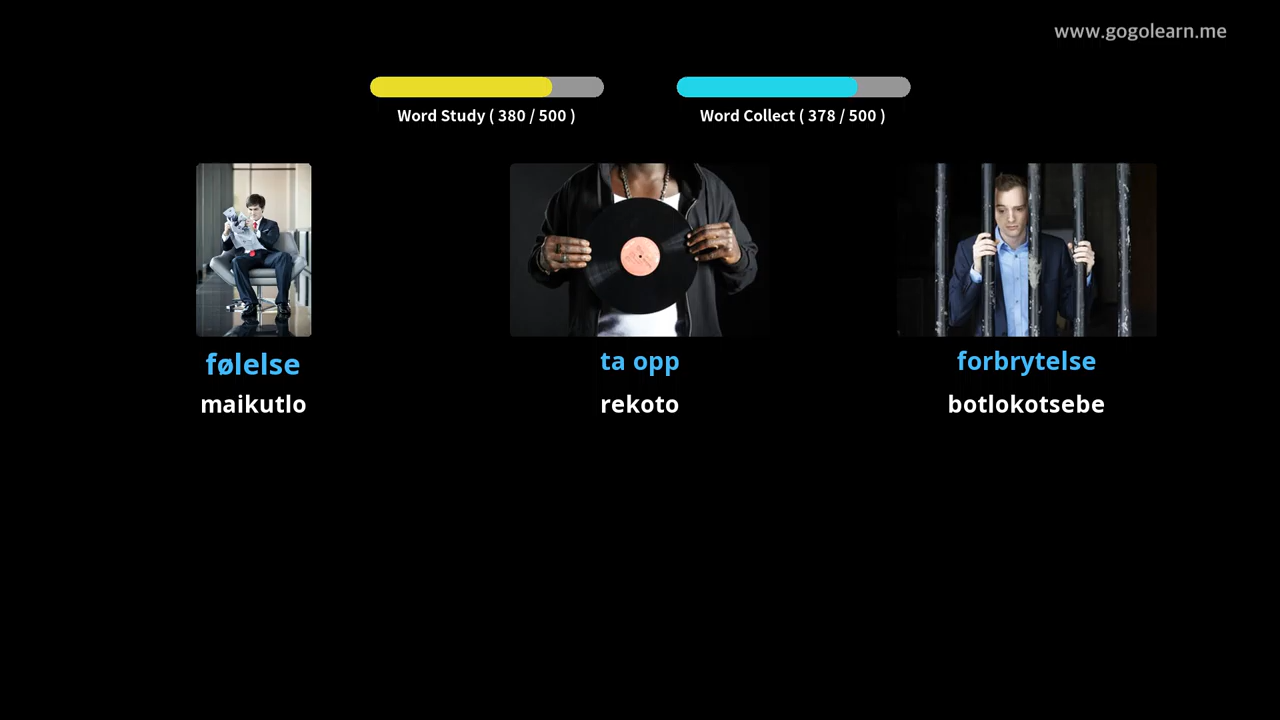 www.gogolearn.me
Word Study ( 380 / 500 )
Word Collect ( 378 / 500 )
følelse
ta opp
forbrytelse
maikutlo
rekoto
botlokotsebe